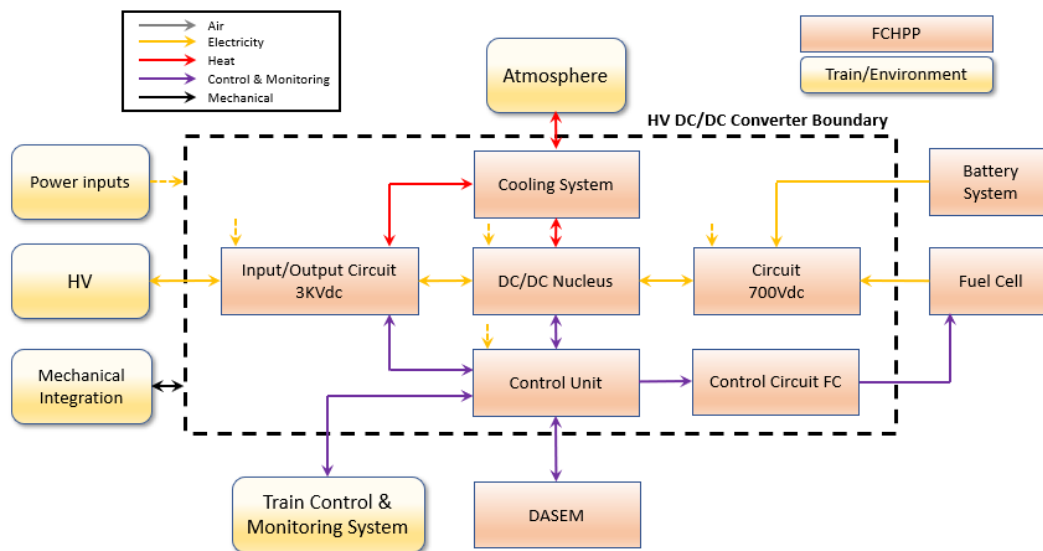 Air
Electricity
Heat
Control & Monitoring
Mechanical
FCHPP
Train/Environment
Atmosphere
HV DC/DC Converter Boundary
Power inputs
Cooling System
Battery
System
HV
Input/Output Circuit
3KVdc
DC/DC Nucleus
Circuit
700Vdc
Fuel Cell
Mechanical
Integration
Control Unit
Control Circuit FC
Train Control &
Monitoring System
DASEM